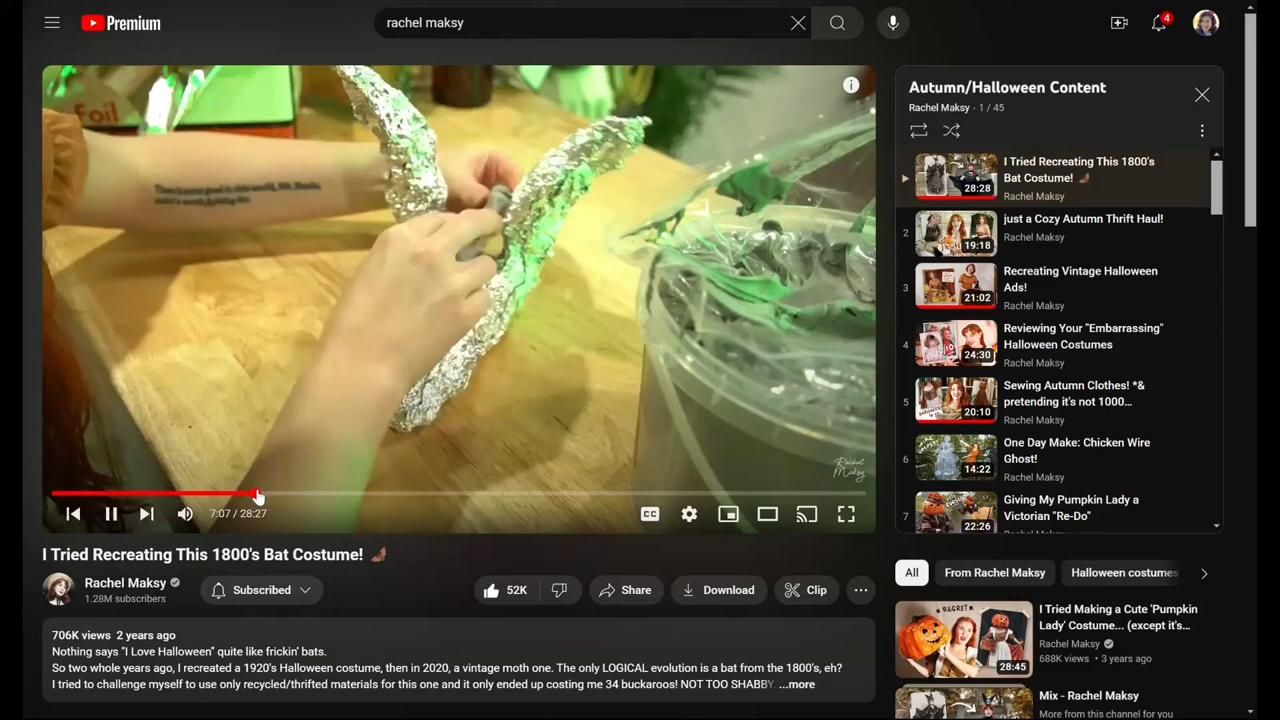 Premium
rachel maksy
4
Foil
Rachel
Maksy
7:07 / 28:27
CC
I Tried Recreating This 1800's Bat Costume! 🦇
Rachel Maksy
1.28M subscribers
Subscribed
52K
Share
Download
Clip
706K views 2 years ago
Nothing says "I Love Halloween" quite like frickin' bats.
So two whole years ago, I recreated a 1920's Halloween costume, then in 2020, a vintage moth one. The only LOGICAL evolution is a bat from the 1800's, eh?
I tried to challenge myself to use only recycled/thrifted materials for this one and it only ended up costing me 34 buckaroos! NOT TOO SHABBY ...more
Autumn/Halloween Content
Rachel Maksy - 1 / 45
28:28
I Tried Recreating This 1800's
Bat Costume! 🦇
Rachel Maksy
2
19:18
just a Cozy Autumn Thrift Haul!
Rachel Maksy
3
21:02
Recreating Vintage Halloween
Ads!
Rachel Maksy
4
24:30
Reviewing Your "Embarrassing"
Halloween Costumes
Rachel Maksy
5
20:10
Sewing Autumn Clothes! *&
pretending it's not 1000...
Rachel Maksy
6
14:22
One Day Make: Chicken Wire
Ghost!
Rachel Maksy
7
22:26
Giving My Pumpkin Lady a
Victorian "Re-Do"
All
From Rachel Maksy
Halloween costumes
REGRET
28:45
I Tried Making a Cute 'Pumpkin
Lady' Costume... (except it's...
Rachel Maksy
688K views • 3 years ago
Mix - Rachel Maksy
More from this channel for you